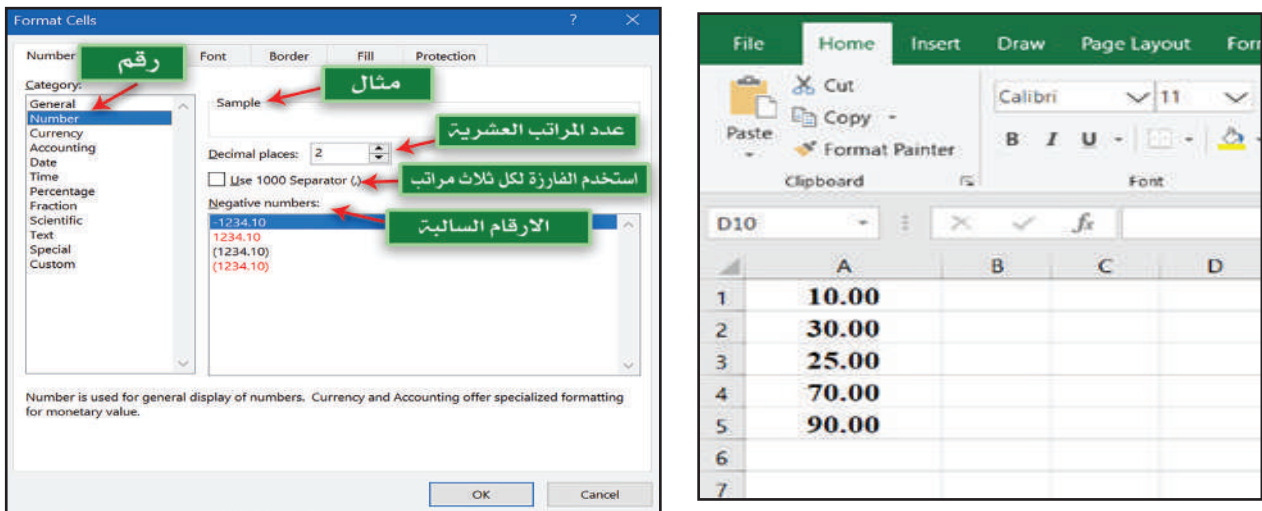 Format Cells ? ×
Number Font Border Fill Protection
رقم
Category:
General
Number
Currency
Accounting
Date
Time
Percentage
Fraction
Scientific
Text
Special
Custom
Sample
مثال
Decimal places: 2
عدد المراتب العشرية
Use 1000 Separator (,)
استخدم الفارزة لكل ثلاث مراتب
Negative numbers:
الارقام السالبة
-1234.10
1234.10
(1234.10)
(1234.10)
Number is used for general display of numbers. Currency and Accounting offer specialized formatting
for monetary value.
OK Cancel
File Home Insert Draw Page Layout For
Paste
Cut
Copy
Format Painter
Clipboard
Calibri 11
B I U
Font
D10 fx
A B C D
1 10.00
2 30.00
3 25.00
4 70.00
5 90.00
6
7